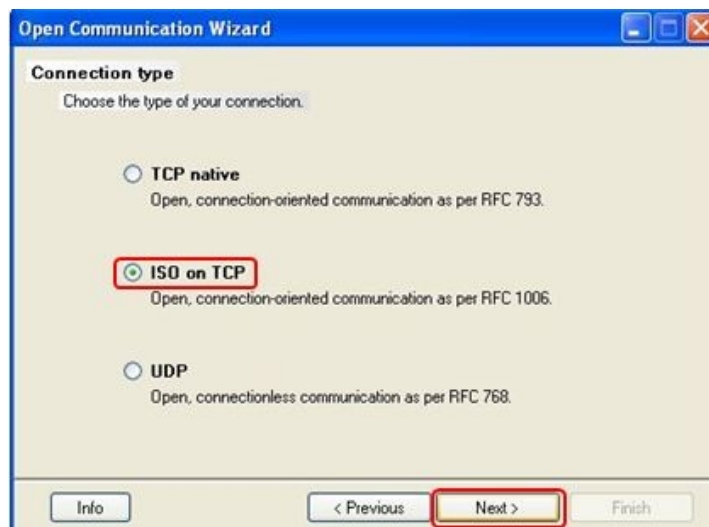 Open Communication Wizard
Connection type
Choose the type of your connection.
TCP native
Open, connection-oriented communication as per RFC 793.
ISO on TCP
Open, connection-oriented communication as per RFC 1006.
UDP
Open, connectionless communication as per RFC 768.
Info < Previous Next > Finish